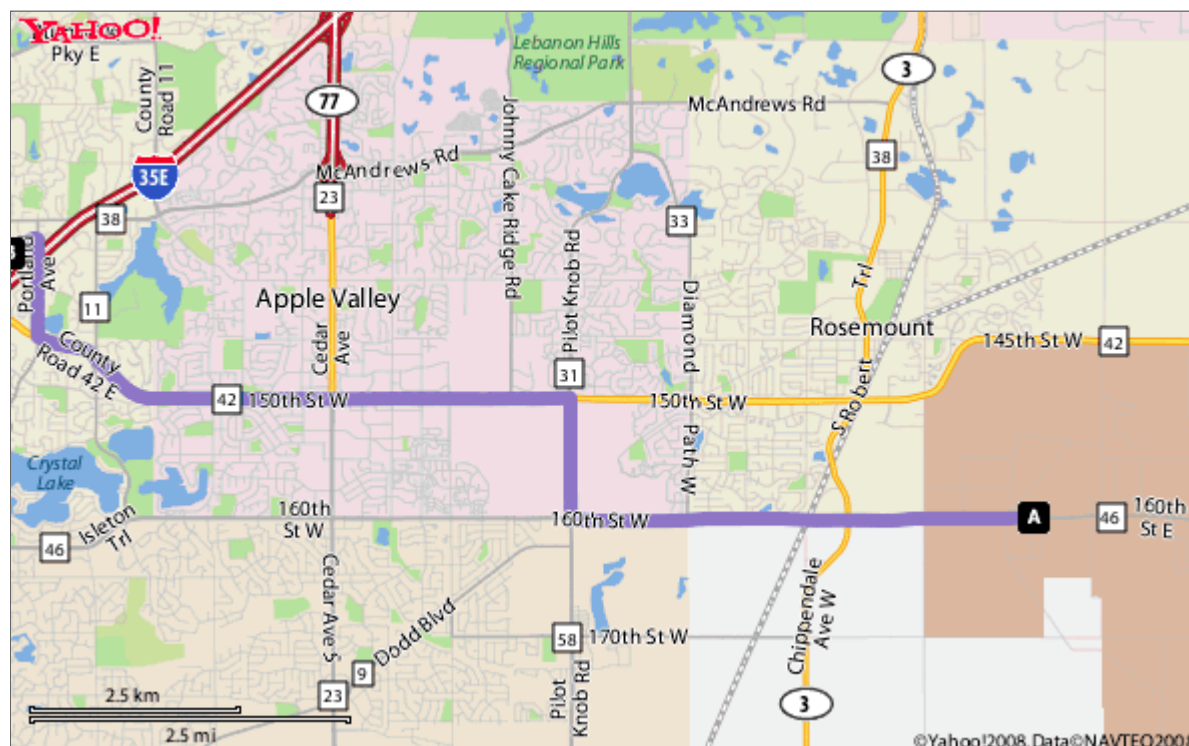 YAHOO!
Pky E
County
Road 11
Lebanon Hills
Regional Park
3
77
McAndrews Rd
Johnny Cake Ridge Rd
McAndrews Rd
38
35E
23
38
33
Portland
Ave
Pilot Knob Rd
Diamond
Path W
Trl
S Robert
11
Apple Valley
Cedar
Ave
Rosemount
145th St W
42
County
Road 42 E
31
42
150th St W
150th St W
Crystal
Lake
160th
St W
160th St W
A
46
160th
St E
46
Isleton
Trl
Cedar Ave S
Dodd Blvd
Chippendale
Ave W
58
170th St W
9
23
Pilot
Knob Rd
3
2.5 km
2.5 mi
©Yahoo!2008, Data©NAVTEQ2008